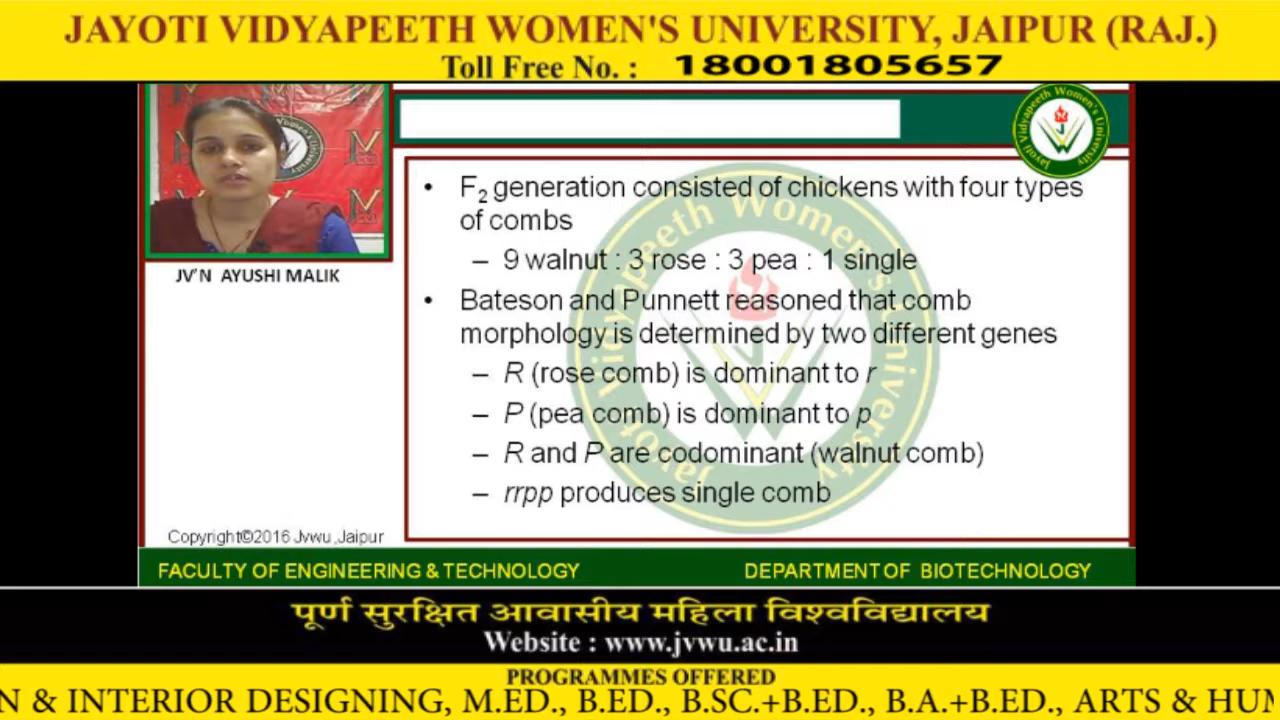 JAYOTI VIDYAPEETH WOMEN'S UNIVERSITY, JAIPUR (RAJ.)
Toll Free No. : 18001805657
Jayoti Vidyapeeth Women's University
JV'N AYUSHI MALIK
• F2 generation consisted of chickens with four types
of combs
– 9 walnut : 3 rose : 3 pea : 1 single
• Bateson and Punnett reasoned that comb
morphology is determined by two different genes
– R (rose comb) is dominant to r
– P (pea comb) is dominant to p
– R and P are codominant (walnut comb)
– rrpp produces single comb
Copyright©2016 Jvwu ,Jaipur
FACULTY OF ENGINEERING & TECHNOLOGY
DEPARTMENT OF BIOTECHNOLOGY
पूर्ण सुरक्षित आवासीय महिला विश्वविद्यालय
Website : www.jvwu.ac.in
PROGRAMMES OFFERED
N & INTERIOR DESIGNING, M.ED., B.ED., B.SC.+B.ED., B.A.+B.ED., ARTS & HUM